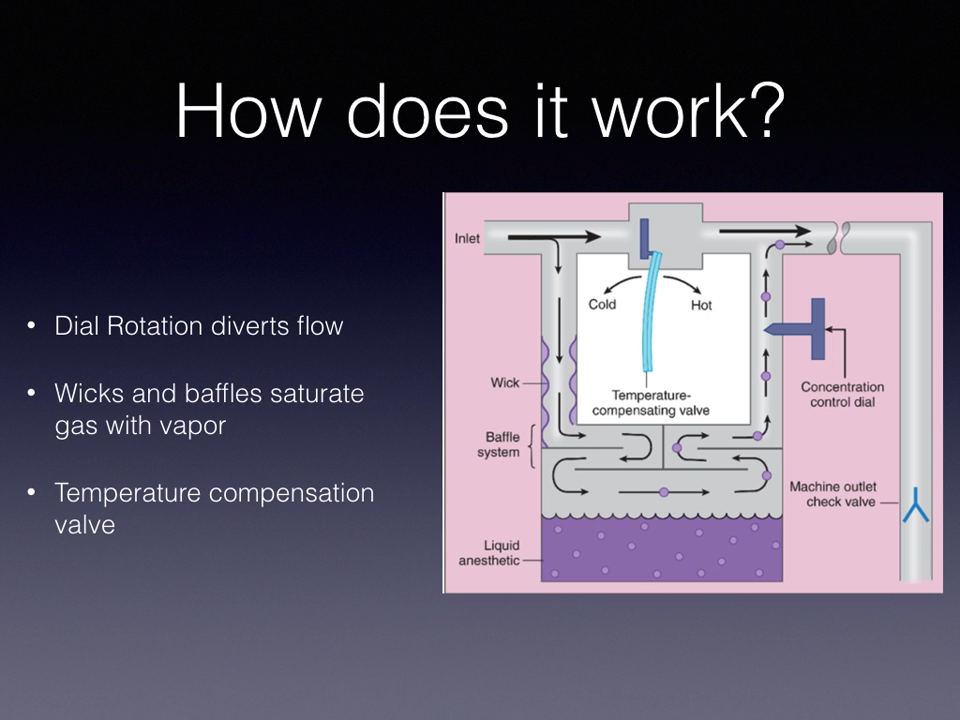 How does it work?
• Dial Rotation diverts flow
• Wicks and baffles saturate
gas with vapor
• Temperature compensation
valve
Inlet
Cold
Hot
Wick
Temperature-
compensating valve
Concentration
control dial
Baffle
system
Machine outlet
check valve
Liquid
anesthetic